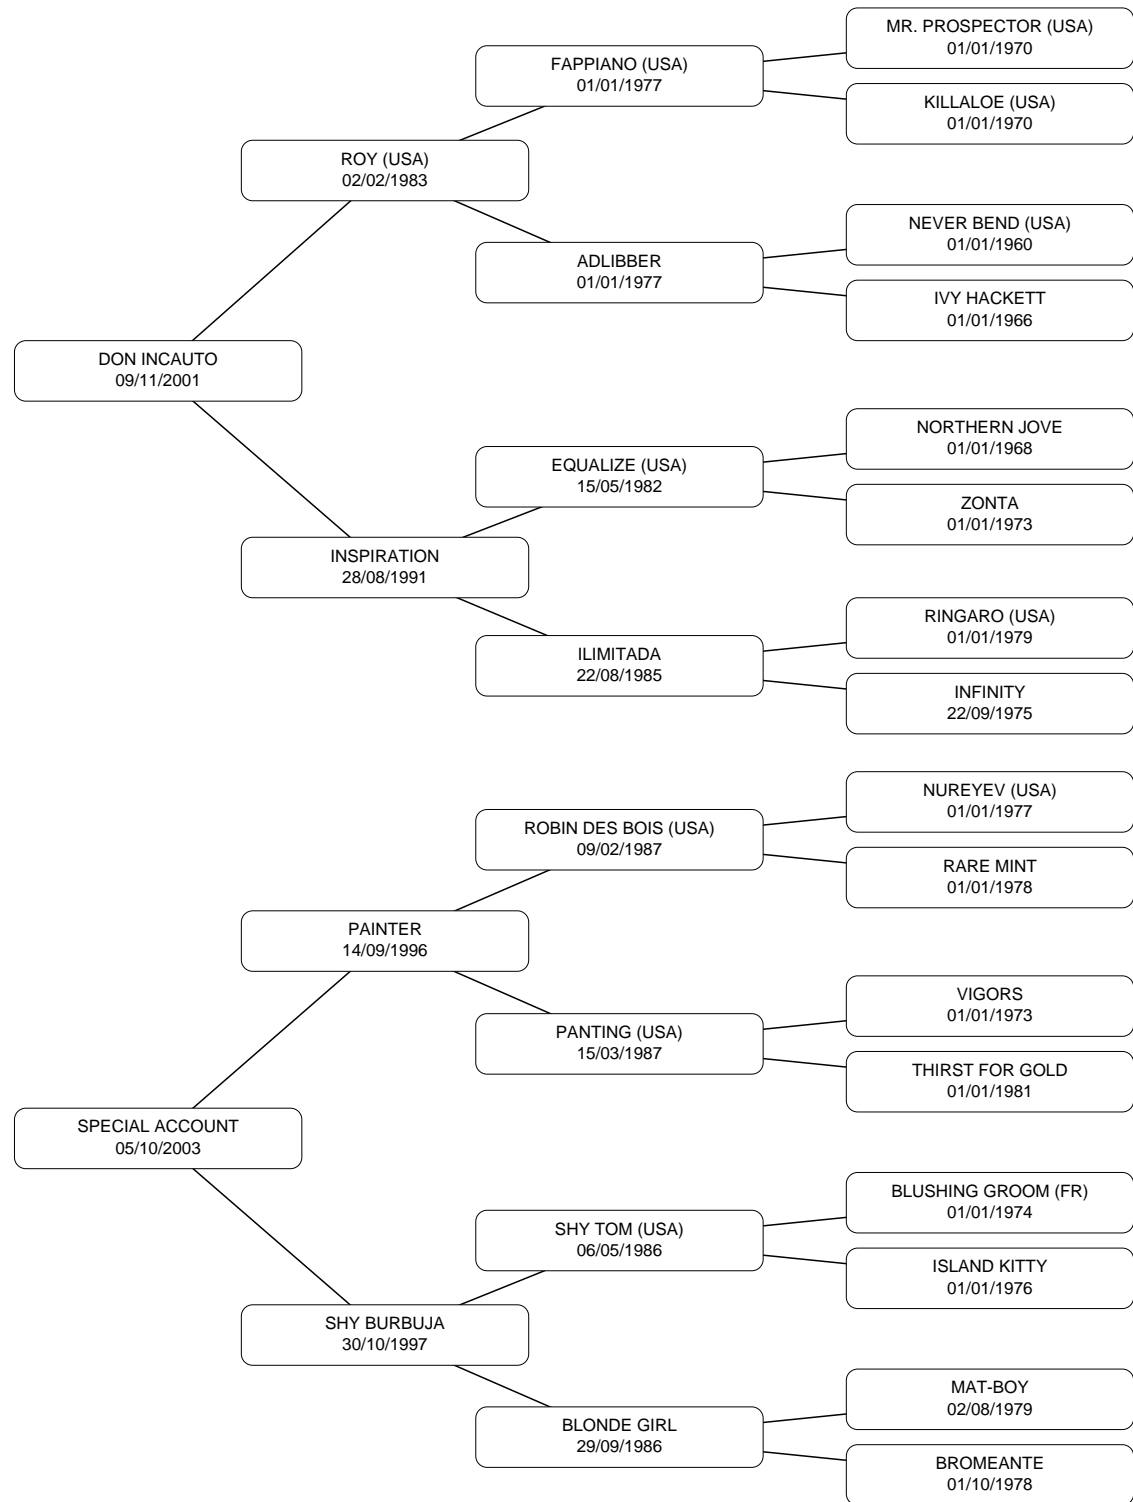 MR. PROSPECTOR (USA)
01/01/1970
FAPPIANO (USA)
01/01/1977
KILLALOE (USA)
01/01/1970
ROY (USA)
02/02/1983
NEVER BEND (USA)
01/01/1960
ADLIBBER
01/01/1977
IVY HACKETT
01/01/1966
DON INCAUTO
09/11/2001
NORTHERN JOVE
01/01/1968
EQUALIZE (USA)
15/05/1982
ZONTA
01/01/1973
INSPIRATION
28/08/1991
RINGARO (USA)
01/01/1979
ILIMITADA
22/08/1985
INFINITY
22/09/1975
NUREYEV (USA)
01/01/1977
ROBIN DES BOIS (USA)
09/02/1987
RARE MINT
01/01/1978
PAINTER
14/09/1996
VIGORS
01/01/1973
PANTING (USA)
15/03/1987
THIRST FOR GOLD
01/01/1981
SPECIAL ACCOUNT
05/10/2003
BLUSHING GROOM (FR)
01/01/1974
SHY TOM (USA)
06/05/1986
ISLAND KITTY
01/01/1976
SHY BURBUJA
30/10/1997
MAT-BOY
02/08/1979
BLONDE GIRL
29/09/1986
BROMEANTE
01/10/1978